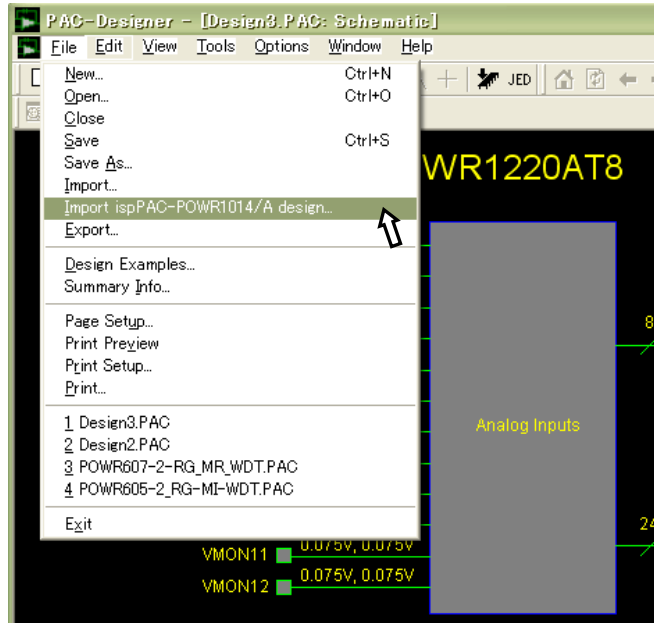 PAC-Designer - [Design3.PAC: Schematic]
File Edit View Tools Options Window Help
JED
New... Ctrl+N
Open... Ctrl+O
Close
Save Ctrl+S
Save As...
Import...
Import ispPAC-POWR1014/A design...
Export...
Design Examples...
Summary Info...
Page Setup...
Print Preview
Print Setup...
Print...
1 Design3.PAC
2 Design2.PAC
3 POWR607-2-RG_MR_WDT.PAC
4 POWR605-2_RG-MI-WDT.PAC
Exit
WR1220AT8
8
Analog Inputs
24
VMON11 0.075V, 0.075V
VMON12 0.075V, 0.075V